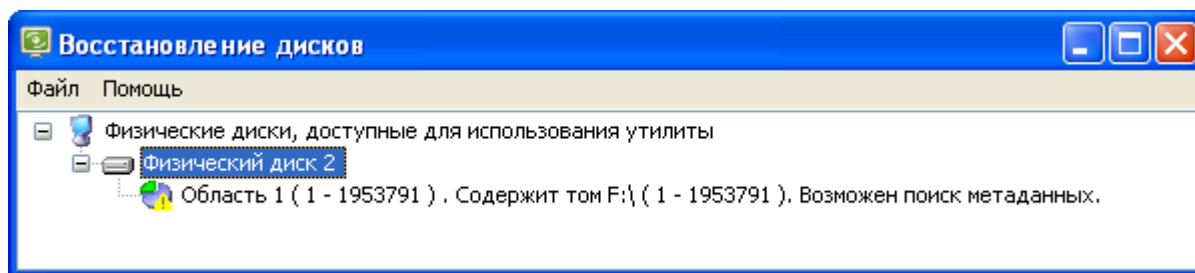 Восстановление дисков
Файл Помощь
Физические диски, доступные для использования утилиты
Физический диск 2
Область 1 ( 1 - 1953791 ) . Содержит том F:\ ( 1 - 1953791 ). Возможен поиск метаданных.